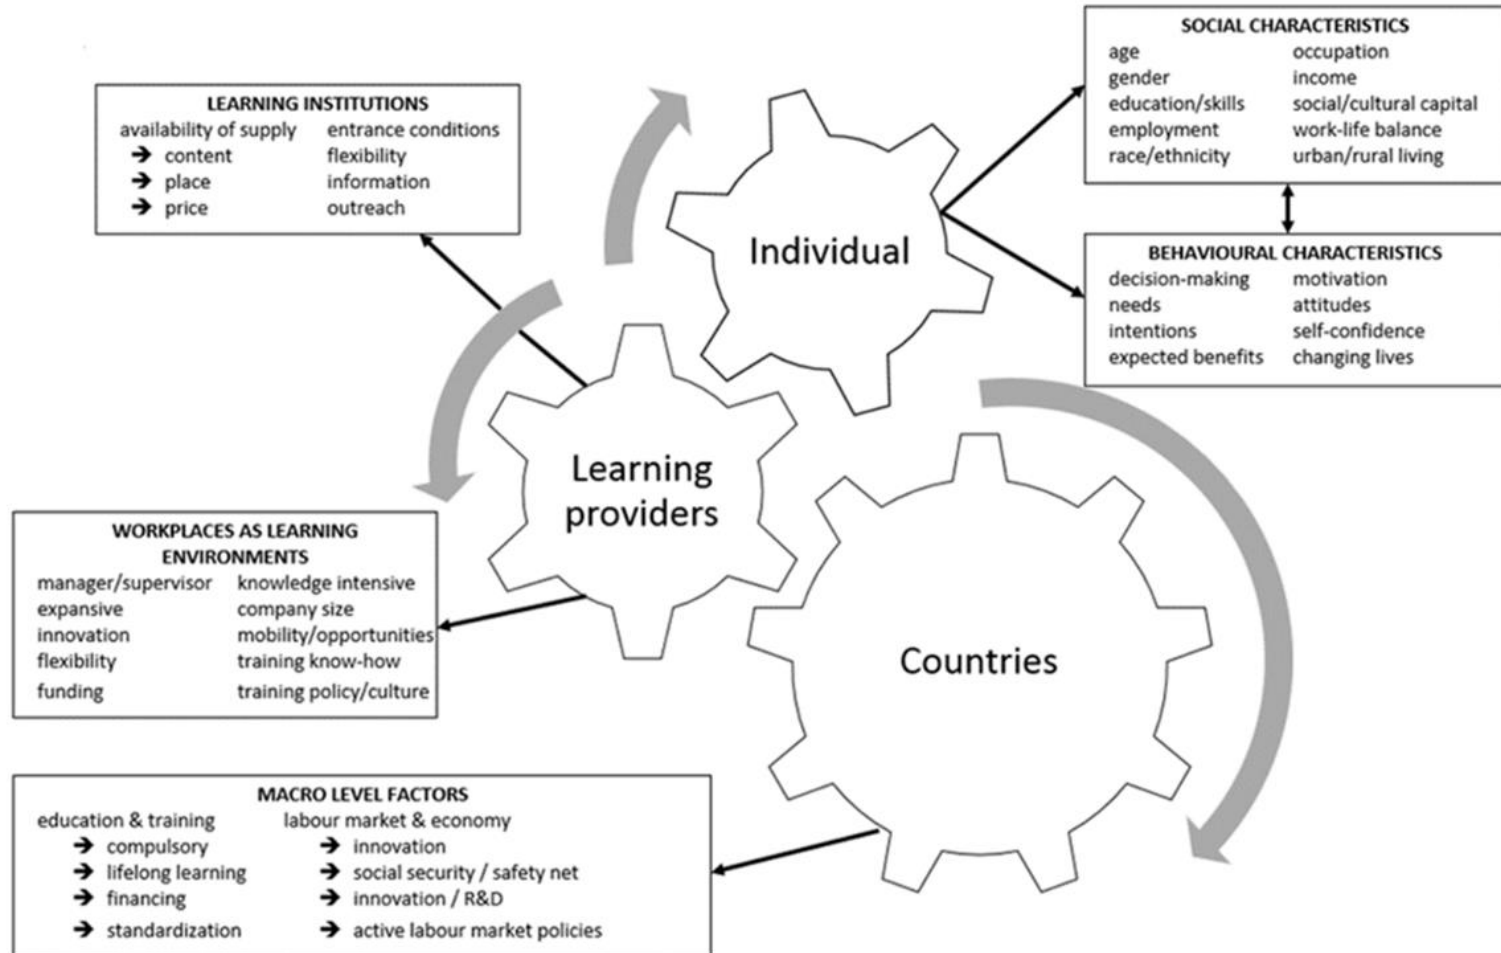 SOCIAL CHARACTERISTICS
age occupation
gender income
education/skills social/cultural capital
employment work-life balance
race/ethnicity urban/rural living
LEARNING INSTITUTIONS
availability of supply entrance conditions
➔ content flexibility
➔ place information
➔ price outreach
Individual
BEHAVIOURAL CHARACTERISTICS
decision-making motivation
needs attitudes
intentions self-confidence
expected benefits changing lives
Learning
providers
WORKPLACES AS LEARNING
ENVIRONMENTS
manager/supervisor knowledge intensive
expansive company size
innovation mobility/opportunities
flexibility training know-how
funding training policy/culture
Countries
MACRO LEVEL FACTORS
education & training labour market & economy
➔ compulsory ➔ innovation
➔ lifelong learning ➔ social security / safety net
➔ financing ➔ innovation / R&D
➔ standardization ➔ active labour market policies